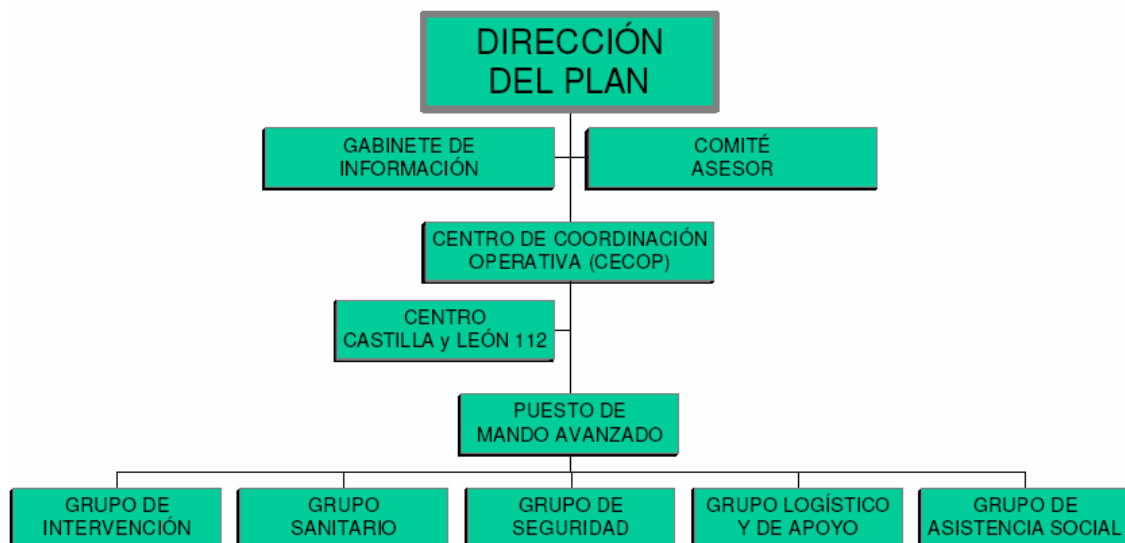 DIRECCIÓN
DEL PLAN
GABINETE DE
INFORMACIÓN
COMITÉ
ASESOR
CENTRO DE COORDINACIÓN
OPERATIVA (CECOP)
CENTRO
CASTILLA y LEÓN 112
PUESTO DE
MANDO AVANZADO
GRUPO DE
INTERVENCIÓN
GRUPO
SANITARIO
GRUPO DE
SEGURIDAD
GRUPO LOGÍSTICO
Y DE APOYO
GRUPO DE
ASISTENCIA SOCIAL